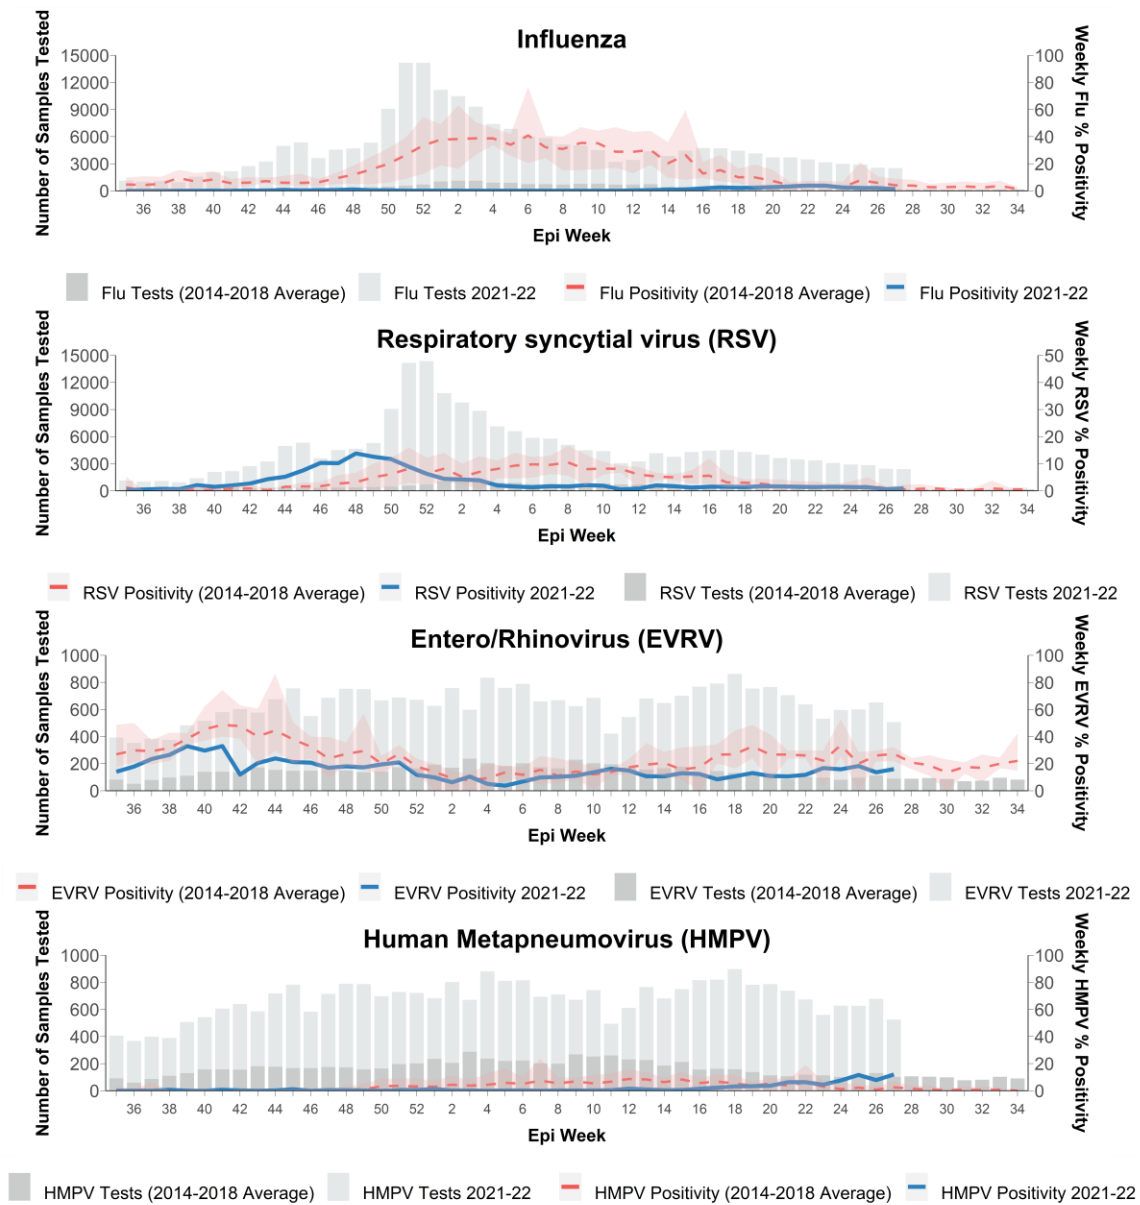 Influenza
Number of Samples Tested
15000
12000
9000
6000
3000
0
100
80
60
40
20
0
Weekly Flu % Positivity
36 38 40 42 44 46 48 50 52 2 4 6 8 10 12 14 16 18 20 22 24 26 28 30 32 34
Epi Week
Flu Tests (2014-2018 Average) Flu Tests 2021-22 Flu Positivity (2014-2018 Average) Flu Positivity 2021-22
Respiratory syncytial virus (RSV)
Number of Samples Tested
15000
12000
9000
6000
3000
0
50
40
30
20
10
0
Weekly RSV % Positivity
36 38 40 42 44 46 48 50 52 2 4 6 8 10 12 14 16 18 20 22 24 26 28 30 32 34
Epi Week
RSV Positivity (2014-2018 Average) RSV Positivity 2021-22 RSV Tests (2014-2018 Average) RSV Tests 2021-22
Entero/Rhinovirus (EVRV)
Number of Samples Tested
1000
800
600
400
200
0
100
80
60
40
20
0
Weekly EVRV % Positivity
36 38 40 42 44 46 48 50 52 2 4 6 8 10 12 14 16 18 20 22 24 26 28 30 32 34
Epi Week
EVRV Positivity (2014-2018 Average) EVRV Positivity 2021-22 EVRV Tests (2014-2018 Average) EVRV Tests 2021-22
Human Metapneumovirus (HMPV)
Number of Samples Tested
1000
800
600
400
200
0
100
80
60
40
20
0
Weekly HMPV % Positivity
36 38 40 42 44 46 48 50 52 2 4 6 8 10 12 14 16 18 20 22 24 26 28 30 32 34
Epi Week
HMPV Tests (2014-2018 Average) HMPV Tests 2021-22 HMPV Positivity (2014-2018 Average) HMPV Positivity 2021-22